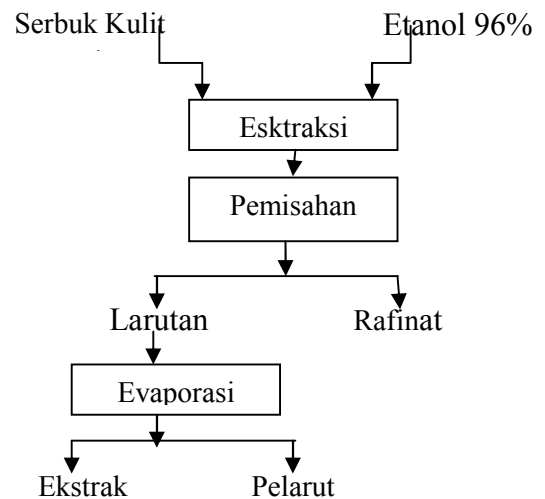 Serbuk Kulit
Etanol 96%
Esktraksi
Pemisahan
Larutan
Rafinat
Evaporasi
Ekstrak
Pelarut